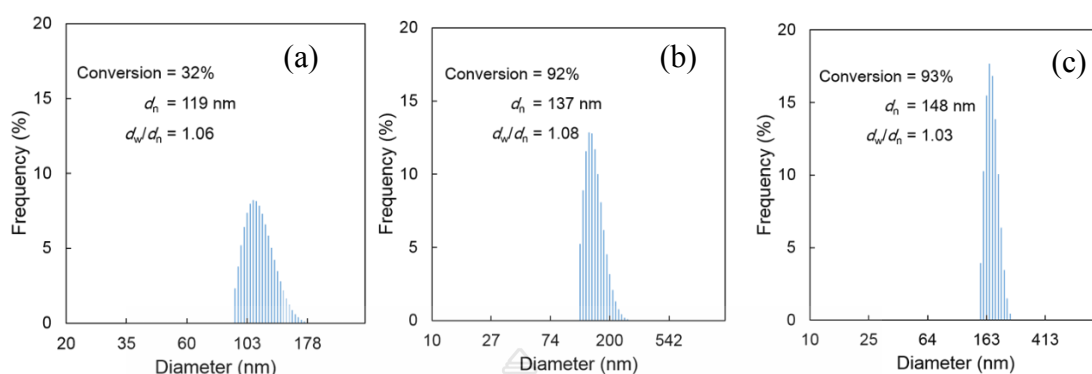 (a)
Conversion = 32%
dn = 119 nm
dw/dn = 1.06
Frequency (%)
20
15
10
5
0
20 35 60 103 178
Diameter (nm)
(b)
Conversion = 92%
dn = 137 nm
dw/dn = 1.08
Frequency (%)
20
15
10
5
0
10 27 74 200 542
Diameter (nm)
(c)
Conversion = 93%
dn = 148 nm
dw/dn = 1.03
Frequency (%)
20
15
10
5
0
10 25 64 163 413
Diameter (nm)